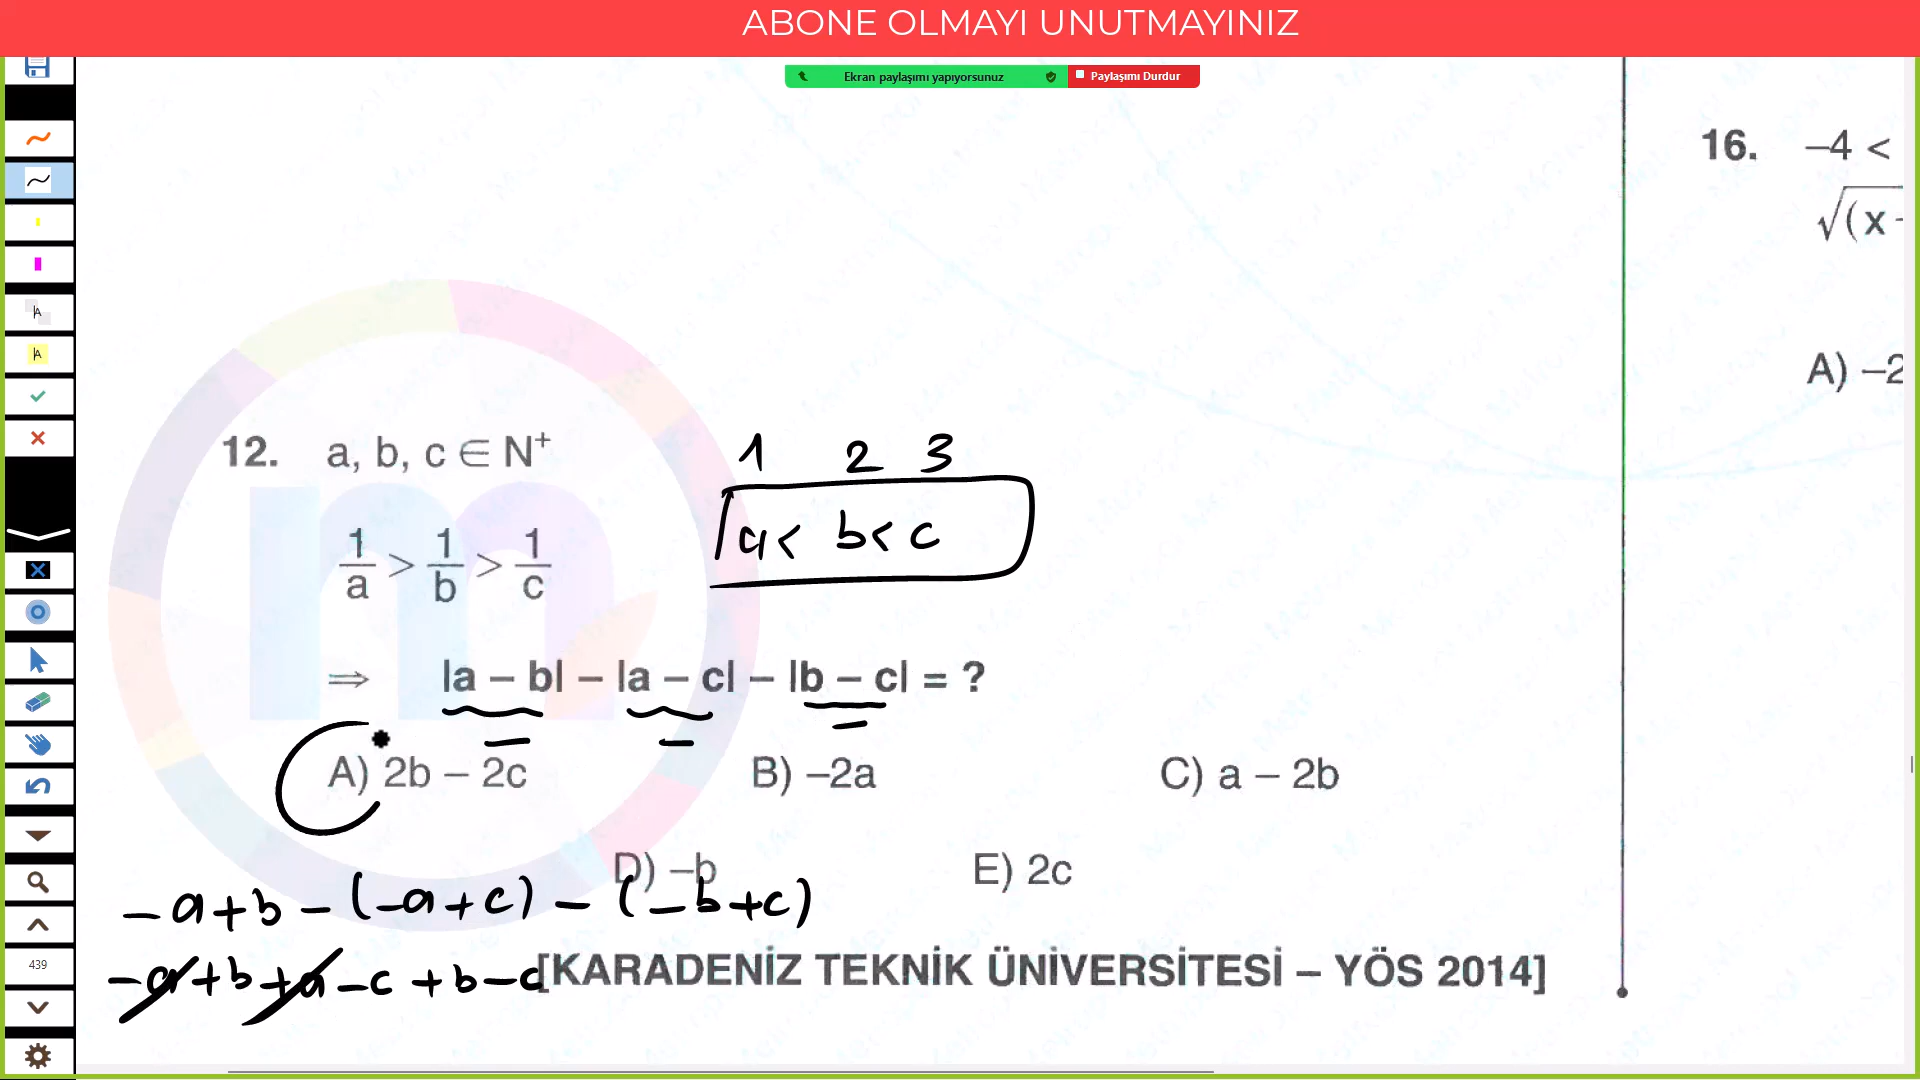 ABONE OLMAYI UNUTMAYINIZ
Ekran paylaşımı yapıyorsunuz
Paylaşımı Durdur
12. a, b, c ∈ N⁺
1 2 3
a < b < c
1/a > 1/b > 1/c
⇒ |a – b| – |a – c| – |b – c| = ?
A) 2b – 2c
B) –2a
C) a – 2b
D) –b
E) 2c
–a+b – (–a+c) – (–b+c)
–a+b+a–c+b–c
[KARADENİZ TEKNİK ÜNİVERSİTESİ – YÖS 2014]
16. –4 <
√(x -
A) –2
439